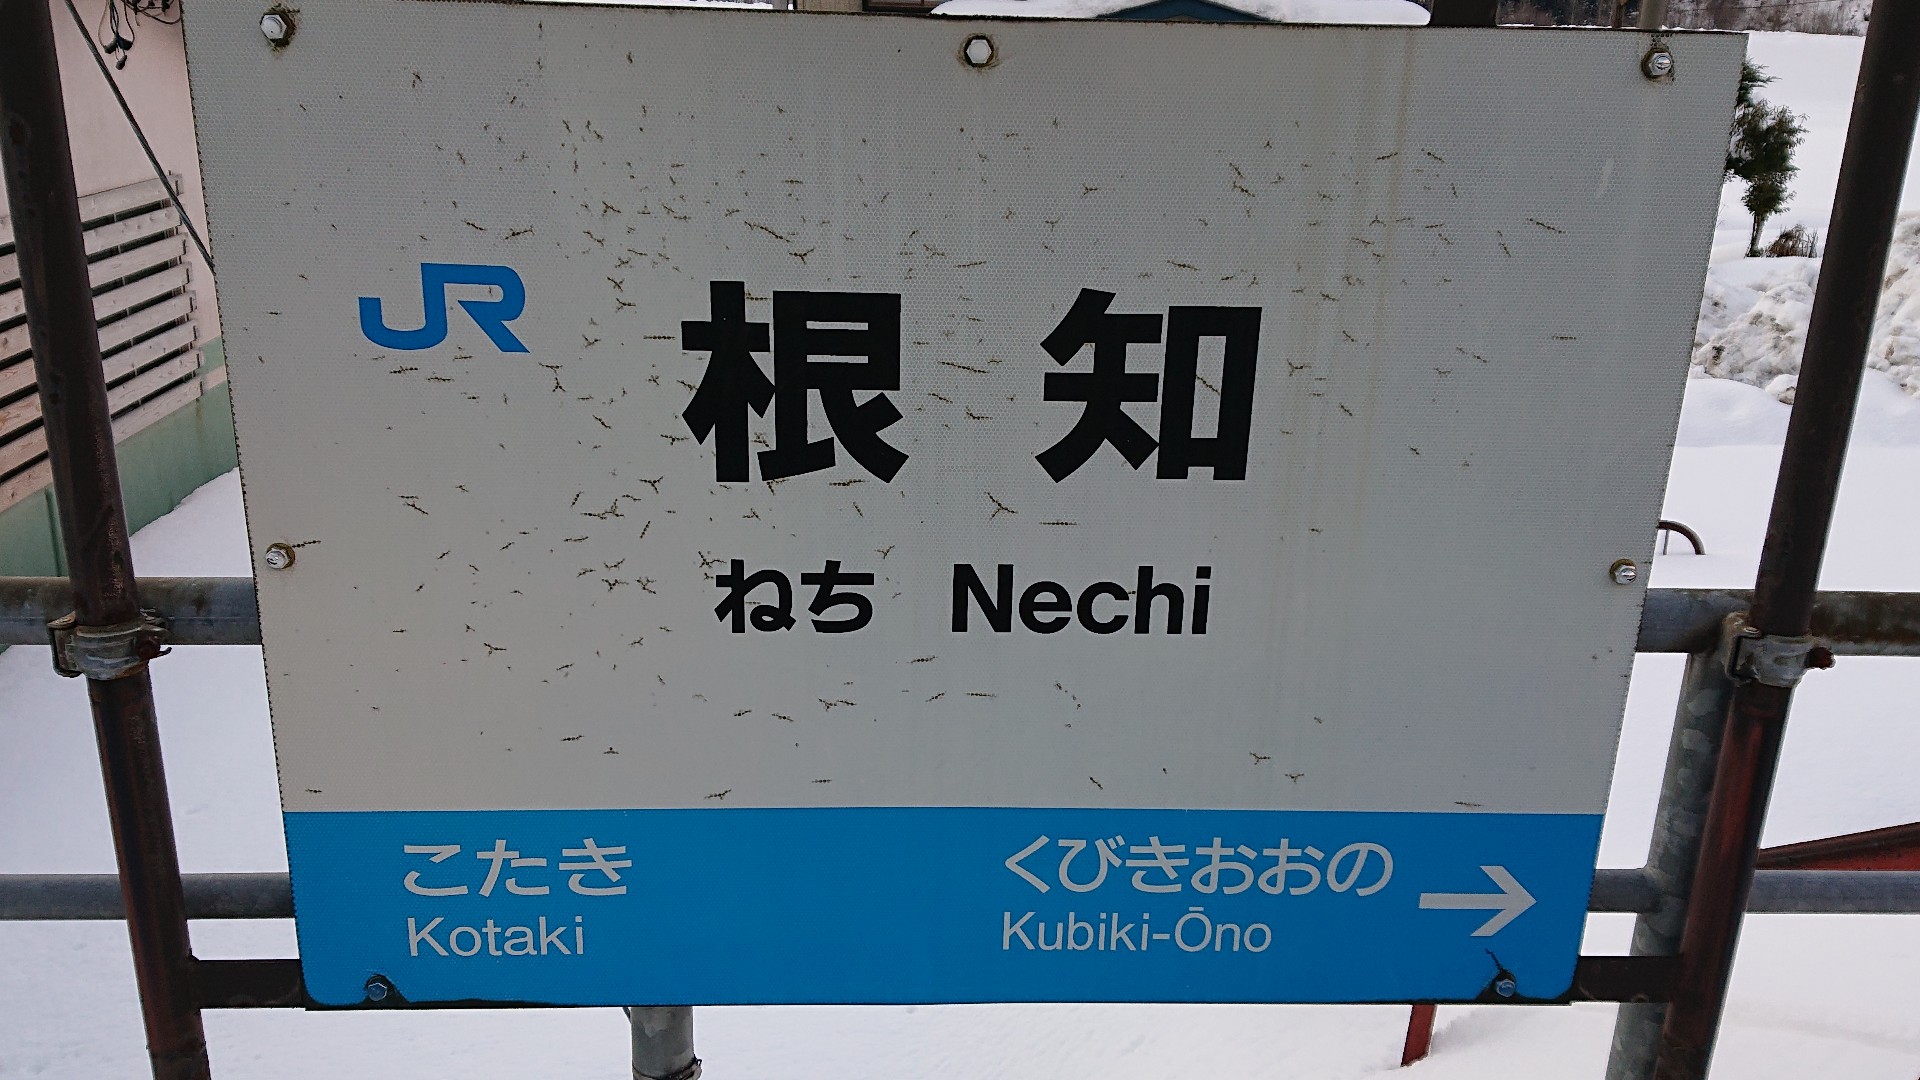 JR
根知
ねち Nechi
こたき くびきおおの →
Kotaki Kubiki-Ōno